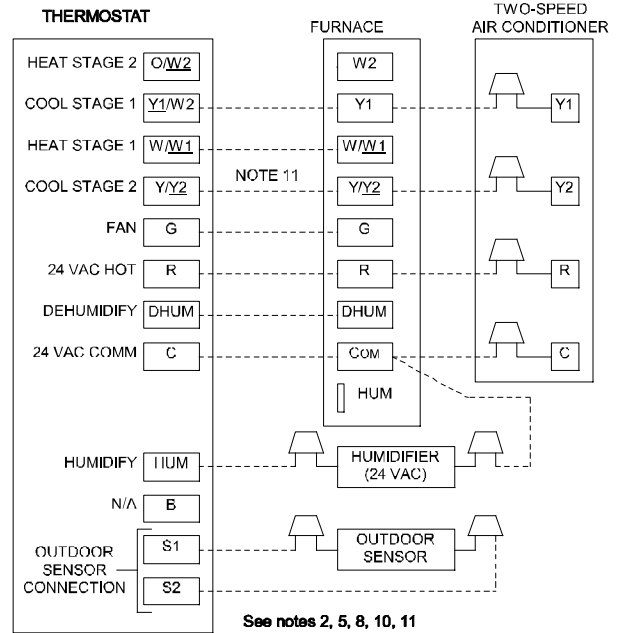 THERMOSTAT
FURNACE
TWO-SPEED
AIR CONDITIONER
HEAT STAGE 2 O/W2 W2
COOL STAGE 1 Y1/W2 Y1 Y1
HEAT STAGE 1 W/W1 W/W1
NOTE 11
COOL STAGE 2 Y/Y2 Y/Y2 Y2
FAN G G
24 VAC HOT R R R
DEHUMIDIFY DHUM DHUM
24 VAC COMM C COM C
HUM
HUMIDIFY HUM HUMIDIFIER
(24 VAC)
N/A B
S1 OUTDOOR
SENSOR
OUTDOOR
SENSOR
CONNECTION S2
See notes 2, 5, 8, 10, 11